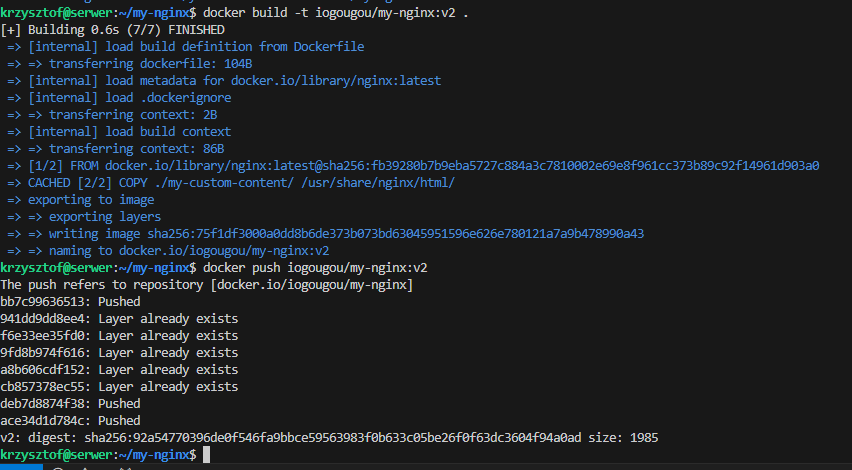 krzysztof@serwer:~/my-nginx$ docker build -t iogougou/my-nginx:v2 .
[+] Building 0.6s (7/7) FINISHED
=> [internal] load build definition from Dockerfile
=> => transferring dockerfile: 104B
=> [internal] load metadata for docker.io/library/nginx:latest
=> [internal] load .dockerignore
=> => transferring context: 2B
=> [internal] load build context
=> => transferring context: 86B
=> [1/2] FROM docker.io/library/nginx:latest@sha256:fb39280b7b9eba5727c884a3c7810002e69e8f961cc373b89c92f14961d903a0
=> CACHED [2/2] COPY ./my-custom-content/ /usr/share/nginx/html/
=> exporting to image
=> => exporting layers
=> => writing image sha256:75f1df3000a0dd8b6de373b073bd63045951596e626e780121a7a9b478990a43
=> => naming to docker.io/iogougou/my-nginx:v2
krzysztof@serwer:~/my-nginx$ docker push iogougou/my-nginx:v2
The push refers to repository [docker.io/iogougou/my-nginx]
bb7c99636513: Pushed
941dd9dd8ee4: Layer already exists
f6e33ee35fd0: Layer already exists
9fd8b974f616: Layer already exists
a8b606cdf152: Layer already exists
cb857378ec55: Layer already exists
deb7d8874f38: Pushed
ace34d1d784c: Pushed
v2: digest: sha256:92a54770396de0f546fa9bbce59563983f0b633c05be26f0f63dc3604f94a0ad size: 1985
krzysztof@serwer:~/my-nginx$